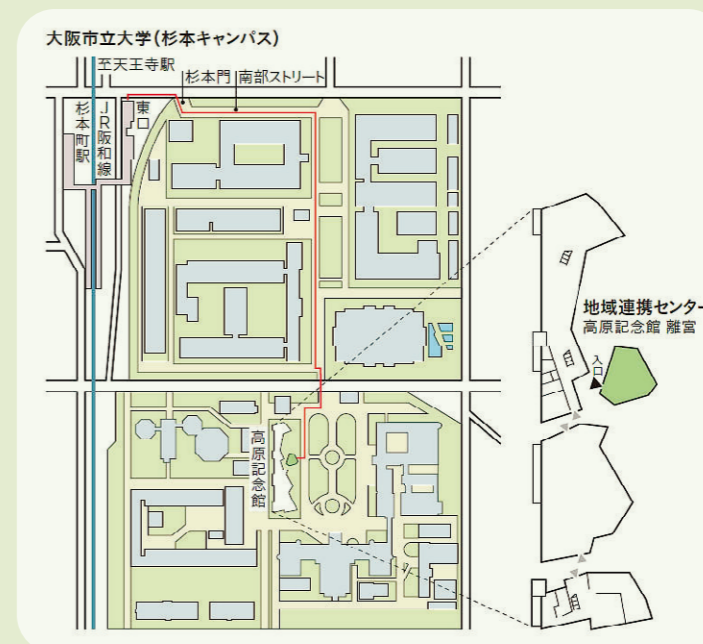 大阪市立大学(杉本キャンパス)
至天王寺駅
杉本門
南部ストリート
東口
JR阪和線
杉本町駅
地域連携センター
高原記念館 離宮
入口
高原記念館